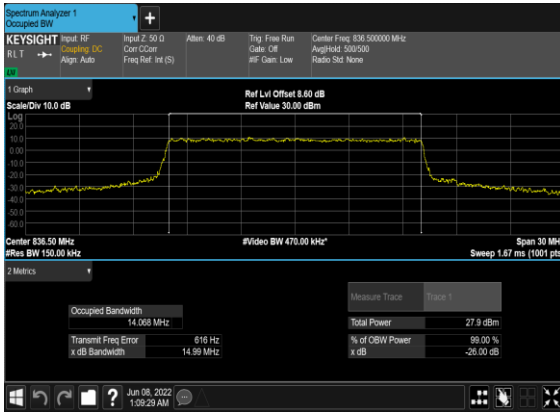 Spectrum Analyzer 1
Occupied BW
KEYSIGHT Input: RF Input Z: 50 Ω Atten: 40 dB Trig: Free Run Center Freq: 836.500000 MHz
RLT Coupling: DC Corr CCorr Gate: Off Avg|Hold: 500/500
Align: Auto Freq Ref: Int (S) #IF Gain: Low Radio Std: None
1 Graph
Scale/Div 10.0 dB Ref Lvl Offset 8.60 dB
Ref Value 30.00 dBm
Log
20.0
10.0
0.00
-10.0
-20.0
-30.0
-40.0
-50.0
-60.0
Center 836.50 MHz #Video BW 470.00 kHz* Span 30 MH
#Res BW 150.00 kHz Sweep 1.67 ms (1001 pts
2 Metrics
Measure Trace Trace 1
Occupied Bandwidth
14.068 MHz Total Power 27.9 dBm
Transmit Freq Error 616 Hz % of OBW Power 99.00 %
x dB Bandwidth 14.99 MHz x dB -26.00 dB
? Jun 08, 2022
1:09:29 AM